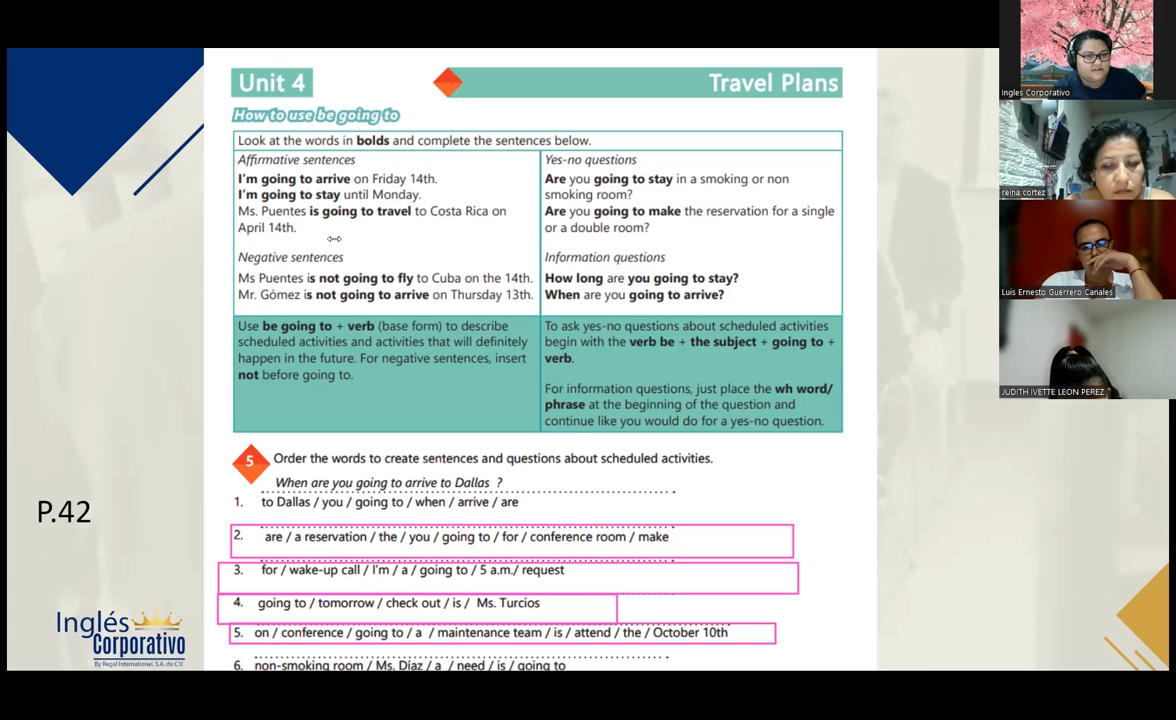 Unit 4
Travel Plans
How to use be going to
Look at the words in bolds and complete the sentences below.
Affirmative sentences
I'm going to arrive on Friday 14th.
I'm going to stay until Monday.
Ms. Puentes is going to travel to Costa Rica on
April 14th.
Negative sentences
Ms Puentes is not going to fly to Cuba on the 14th.
Mr. Gómez is not going to arrive on Thursday 13th.
Yes-no questions
Are you going to stay in a smoking or non
smoking room?
Are you going to make the reservation for a single
or a double room?
Information questions
How long are you going to stay?
When are you going to arrive?
Use be going to + verb (base form) to describe
scheduled activities and activities that will definitely
happen in the future. For negative sentences, insert
not before going to.
To ask yes-no questions about scheduled activities
begin with the verb be + the subject + going to +
verb.
For information questions, just place the wh word/
phrase at the beginning of the question and
continue like you would do for a yes-no question.
5 Order the words to create sentences and questions about scheduled activities.
When are you going to arrive to Dallas ?
1. to Dallas / you / going to / when / arrive / are
2. are / a reservation / the / you / going to / for / conference room / make
3. for / wake-up call / I'm / a / going to / 5 a.m./ request
4. going to / tomorrow / check out / is / Ms. Turcios
5. on / conference / going to / a / maintenance team / is / attend / the / October 10th
6. non-smoking room / Ms. Díaz / a / need / is / going to
P.42
Inglés
Corporativo
By Regal International, S.A. de C.V.
Ingles Corporativo
reina cortez
Luis Ernesto Guerrero Canales
JUDITH IVETTE LEON PEREZ